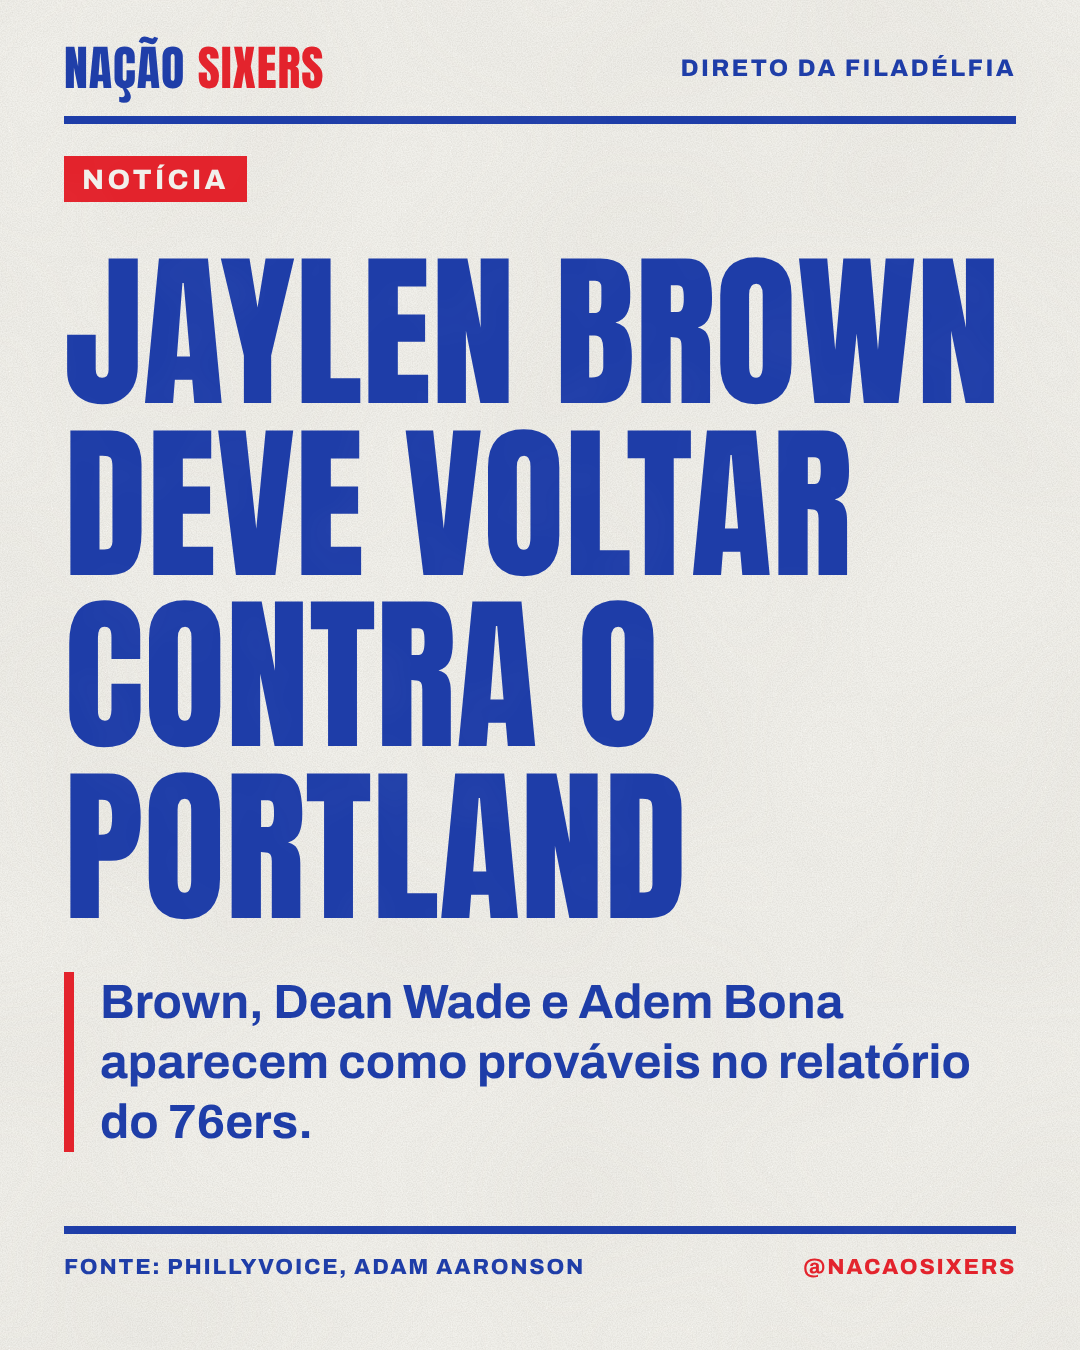 NAÇÃO SIXERS
DIRETO DA FILADÉLFIA
NOTÍCIA
JAYLEN BROWN
DEVE VOLTAR
CONTRA O
PORTLAND
Brown, Dean Wade e Adem Bona
aparecem como prováveis no relatório
do 76ers.
FONTE: PHILLYVOICE, ADAM AARONSON
@NACAOSIXERS